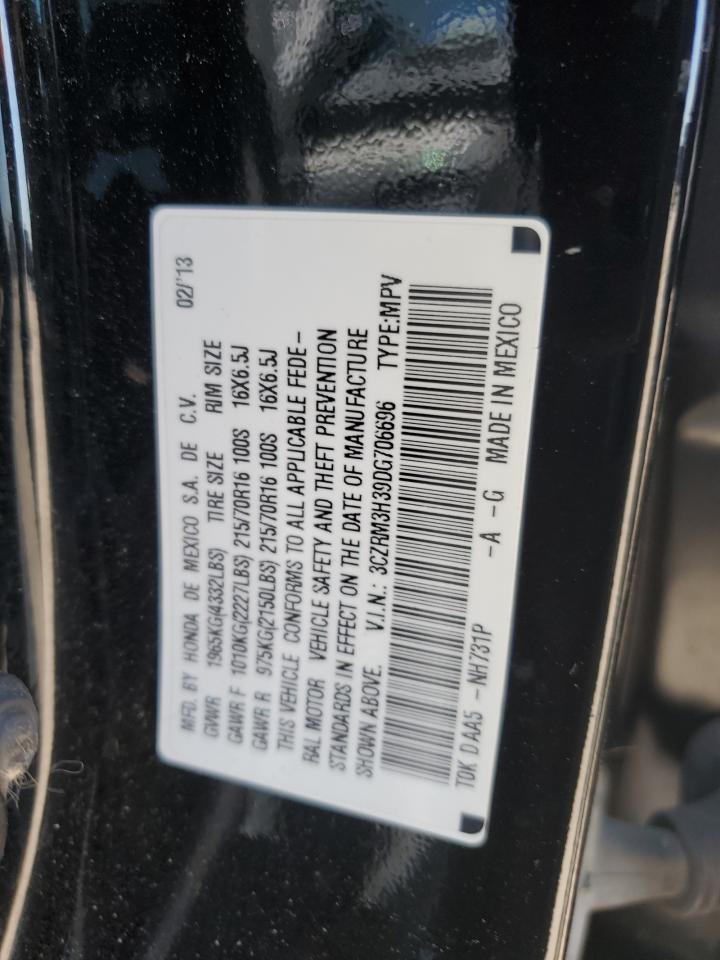 MFD. BY HONDA DE MEXICO S.A. DE C.V. 02/'13
GVWR 1965KG(4332LBS) TIRE SIZE RIM SIZE
GAWR F 1010KG(2227LBS) 215/70R16 100S 16X6.5J
GAWR R 975KG(2150LBS) 215/70R16 100S 16X6.5J
THIS VEHICLE CONFORMS TO ALL APPLICABLE FEDE-
RAL MOTOR VEHICLE SAFETY AND THEFT PREVENTION
STANDARDS IN EFFECT ON THE DATE OF MANUFACTURE
SHOWN ABOVE. V.I.N.: 3CZRM3H39DG706696 TYPE:MPV
T0K D AA5 -NH731P -A -G MADE IN MEXICO